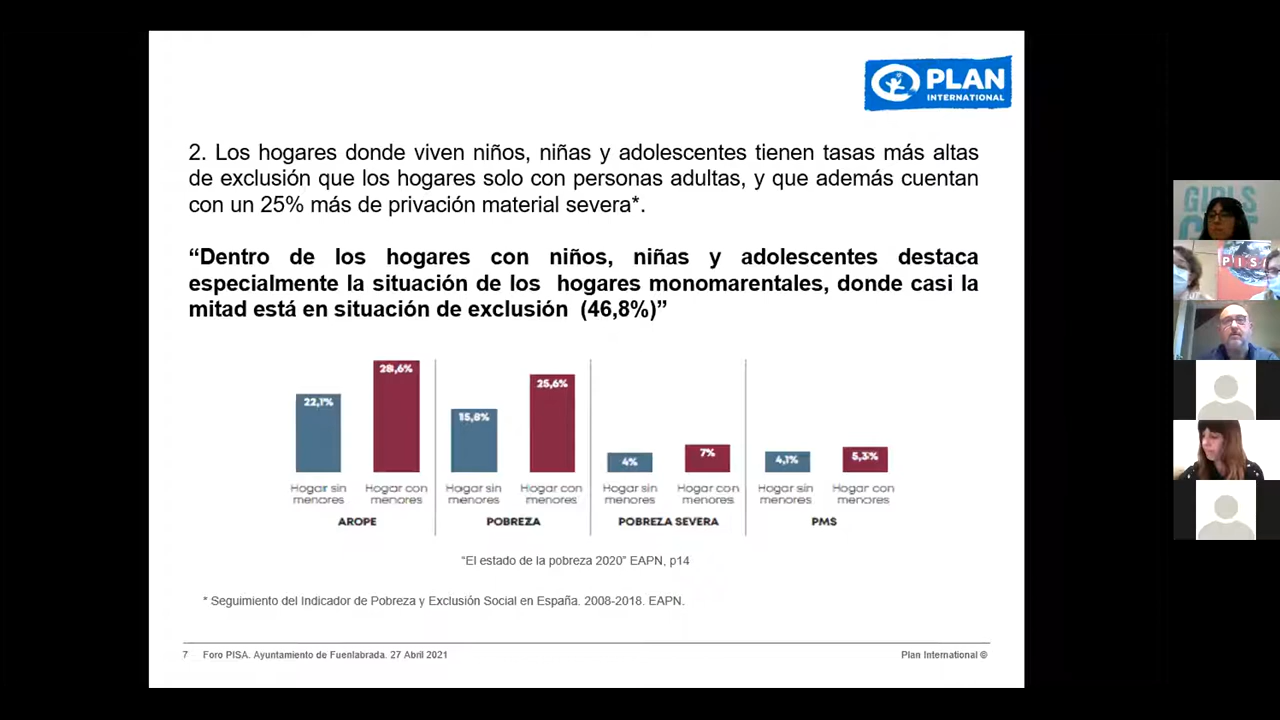 PLAN
INTERNATIONAL
2. Los hogares donde viven niños, niñas y adolescentes tienen tasas más altas
de exclusión que los hogares solo con personas adultas, y que además cuentan
con un 25% más de privación material severa*.
“Dentro de los hogares con niños, niñas y adolescentes destaca
especialmente la situación de los hogares monomarentales, donde casi la
mitad está en situación de exclusión (46,8%)”
22,1% 28,6% 15,6% 25,6% 4% 7% 4,1% 5,3%
Hogar sin Hogar con Hogar sin Hogar con Hogar sin Hogar con Hogar sin Hogar con
menores menores menores menores menores menores menores menores
AROPE POBREZA POBREZA SEVERA PMS
“El estado de la pobreza 2020” EAPN, p14
* Seguimiento del Indicador de Pobreza y Exclusión Social en España. 2008-2018. EAPN.
7 Foro PISA. Ayuntamiento de Fuenlabrada. 27 Abril 2021 Plan International ©
GIRLS
PISA